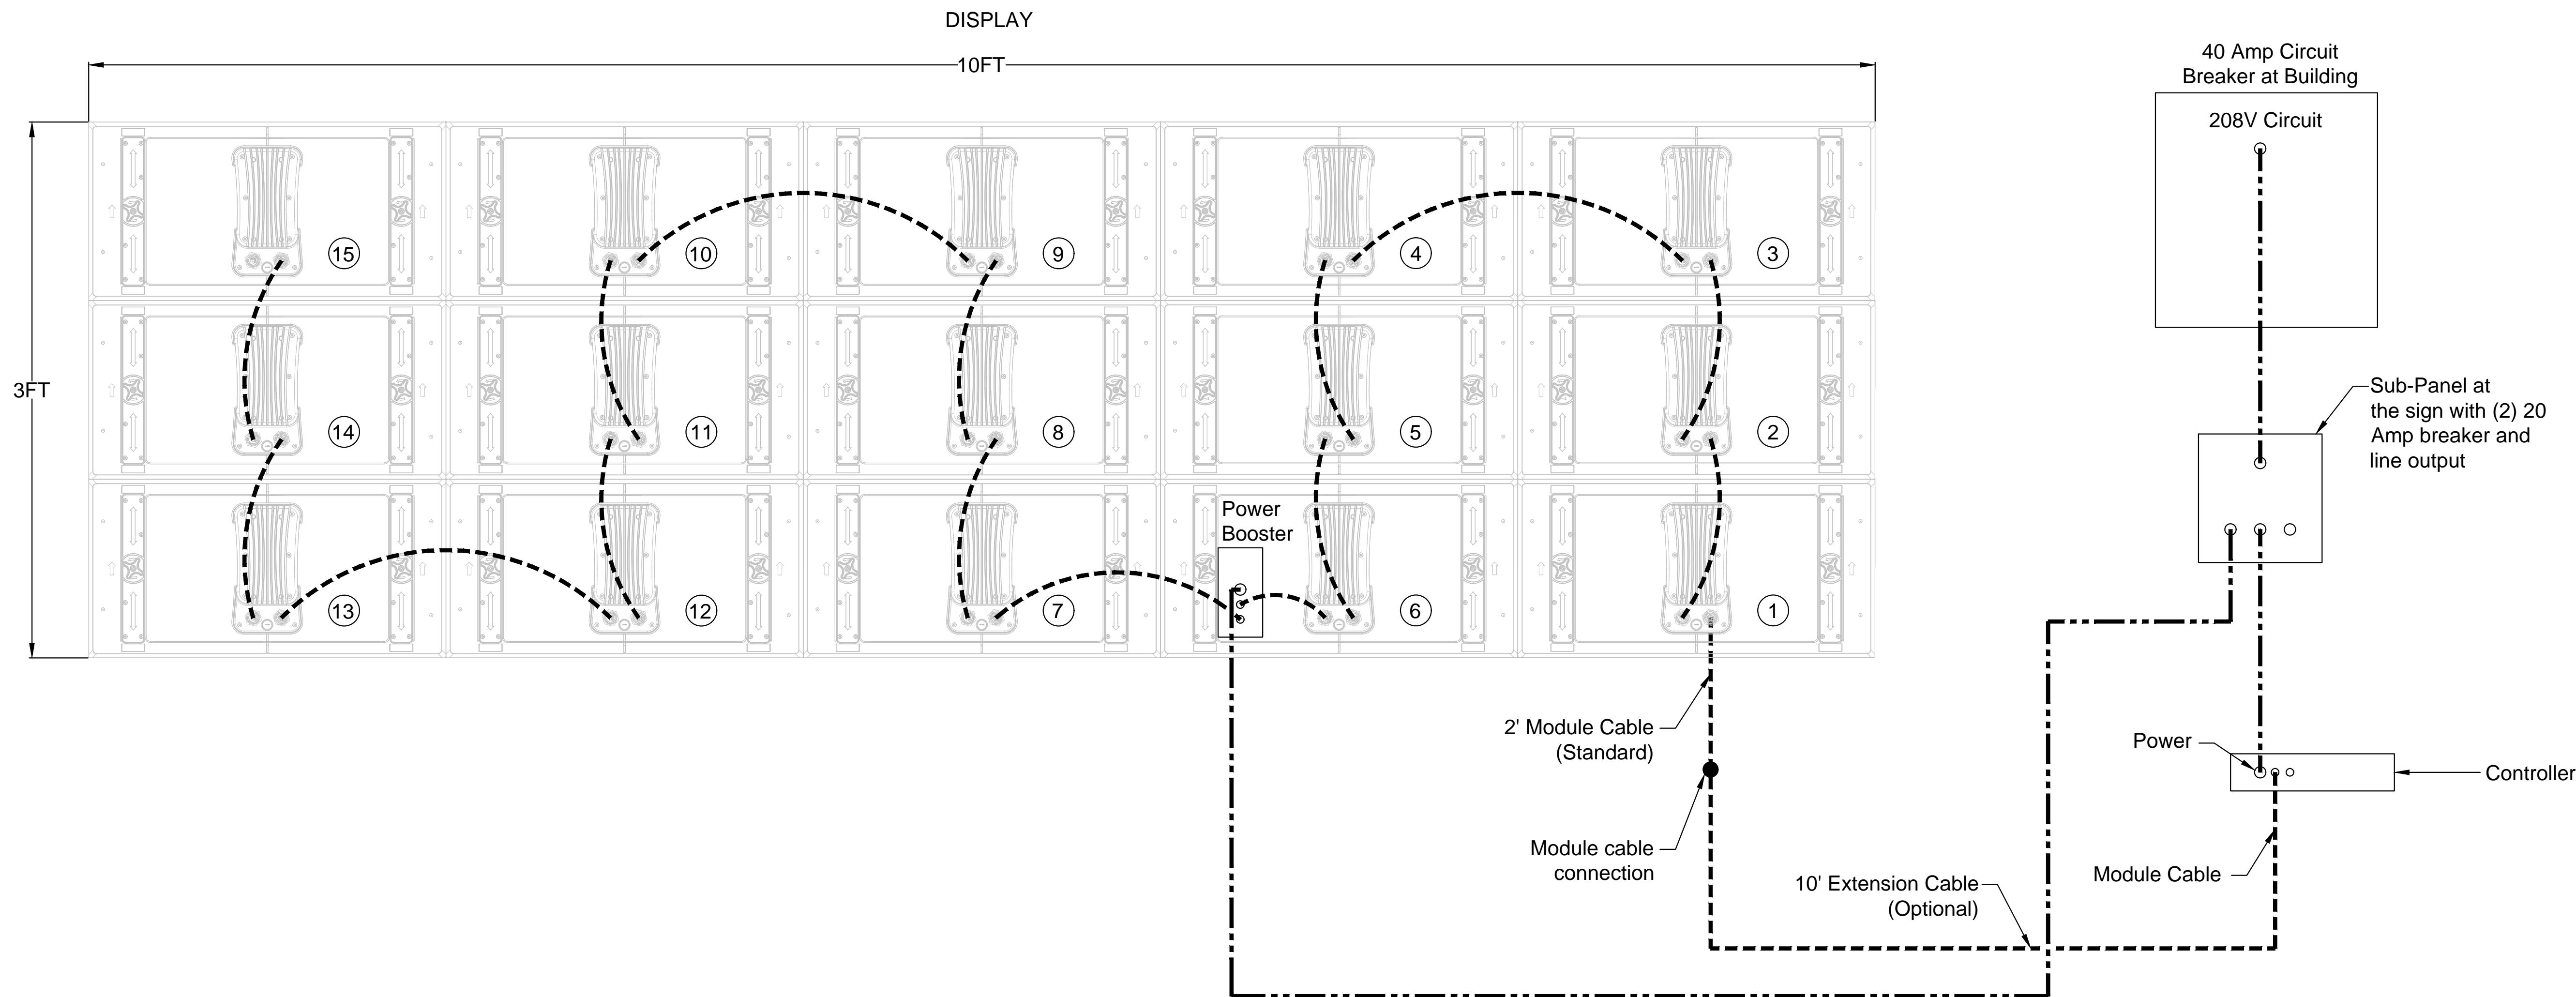 DISPLAY
10FT
3FT
40 Amp Circuit
Breaker at Building
208V Circuit
15
10
9
4
3
14
11
8
5
2
13
12
7
6
1
Power
Booster
Sub-Panel at
the sign with (2) 20
Amp breaker and
line output
2' Module Cable
(Standard)
Module cable
connection
10' Extension Cable
(Optional)
Power
Controller
Module Cable